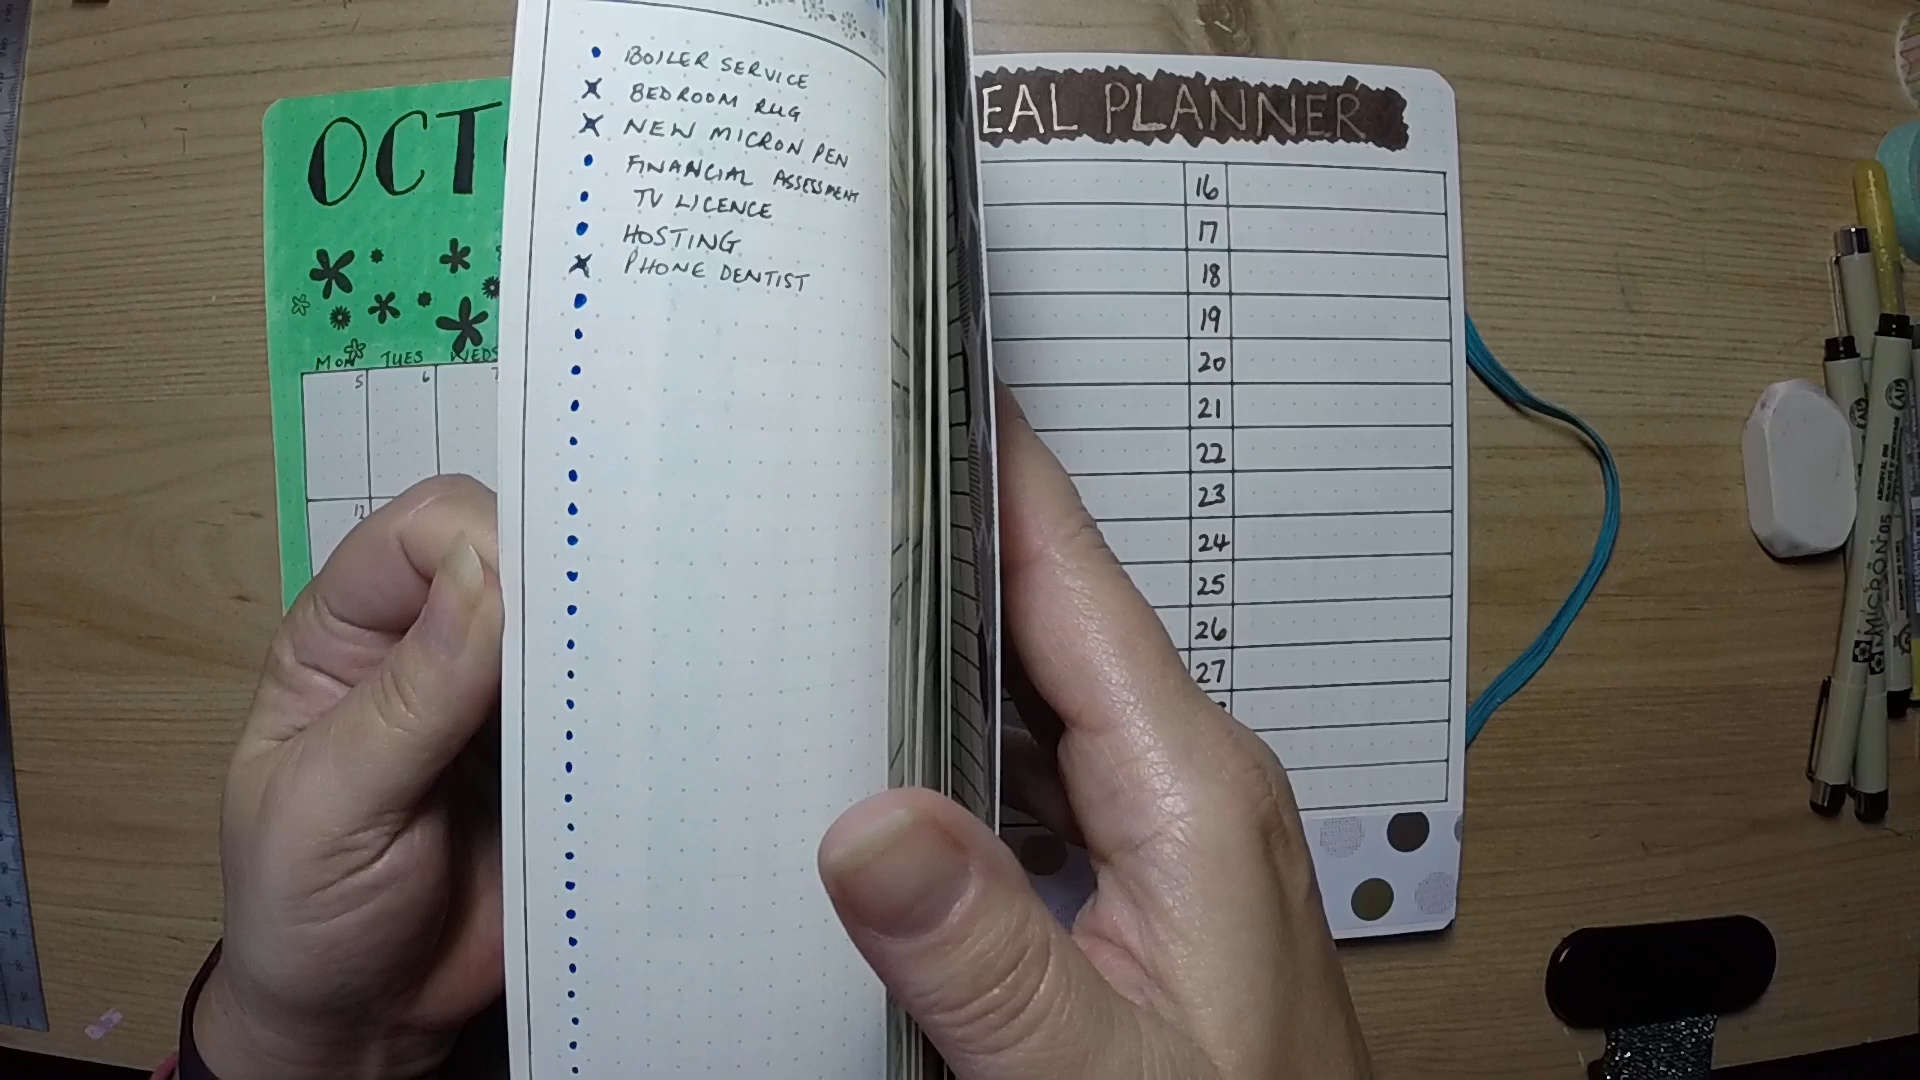 OCT
MON TUES WEDS
5 6 7
12
BOILER SERVICE
BEDROOM RUG
NEW MICRON PEN
FINANCIAL ASSESSMENT
TV LICENCE
HOSTING
PHONE DENTIST
EAL PLANNER
16
17
18
19
20
21
22
23
24
25
26
27
MICRON 05